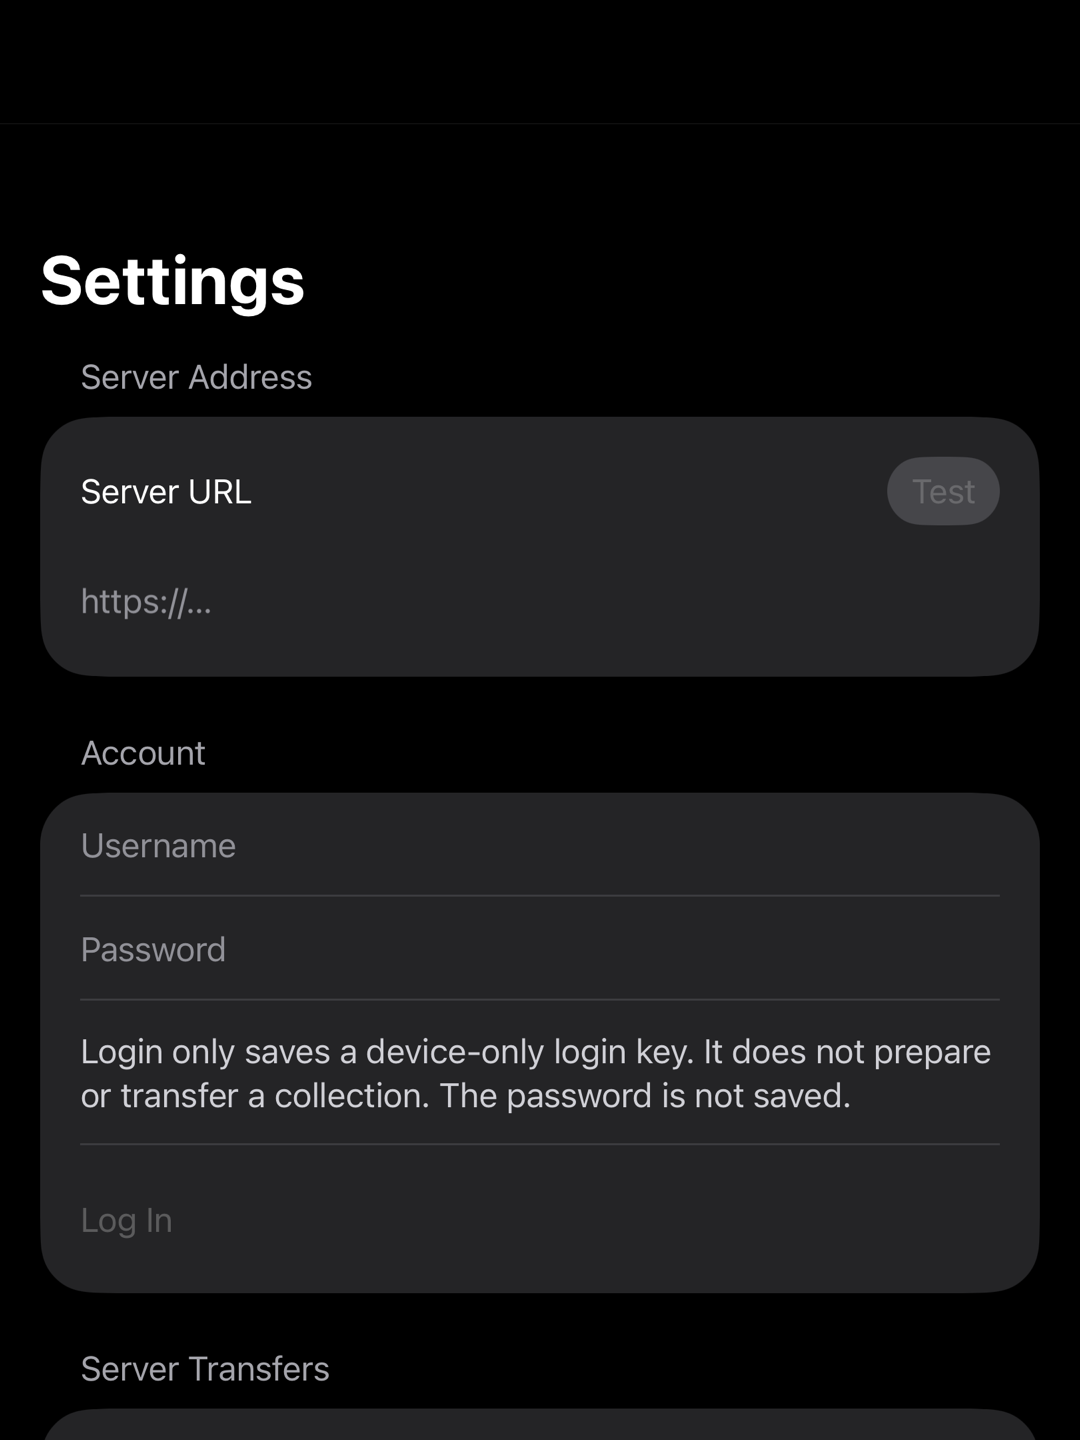 Settings
Server Address
Server URL
Test
https://...
Account
Username
Password
Login only saves a device-only login key. It does not prepare
or transfer a collection. The password is not saved.
Log In
Server Transfers